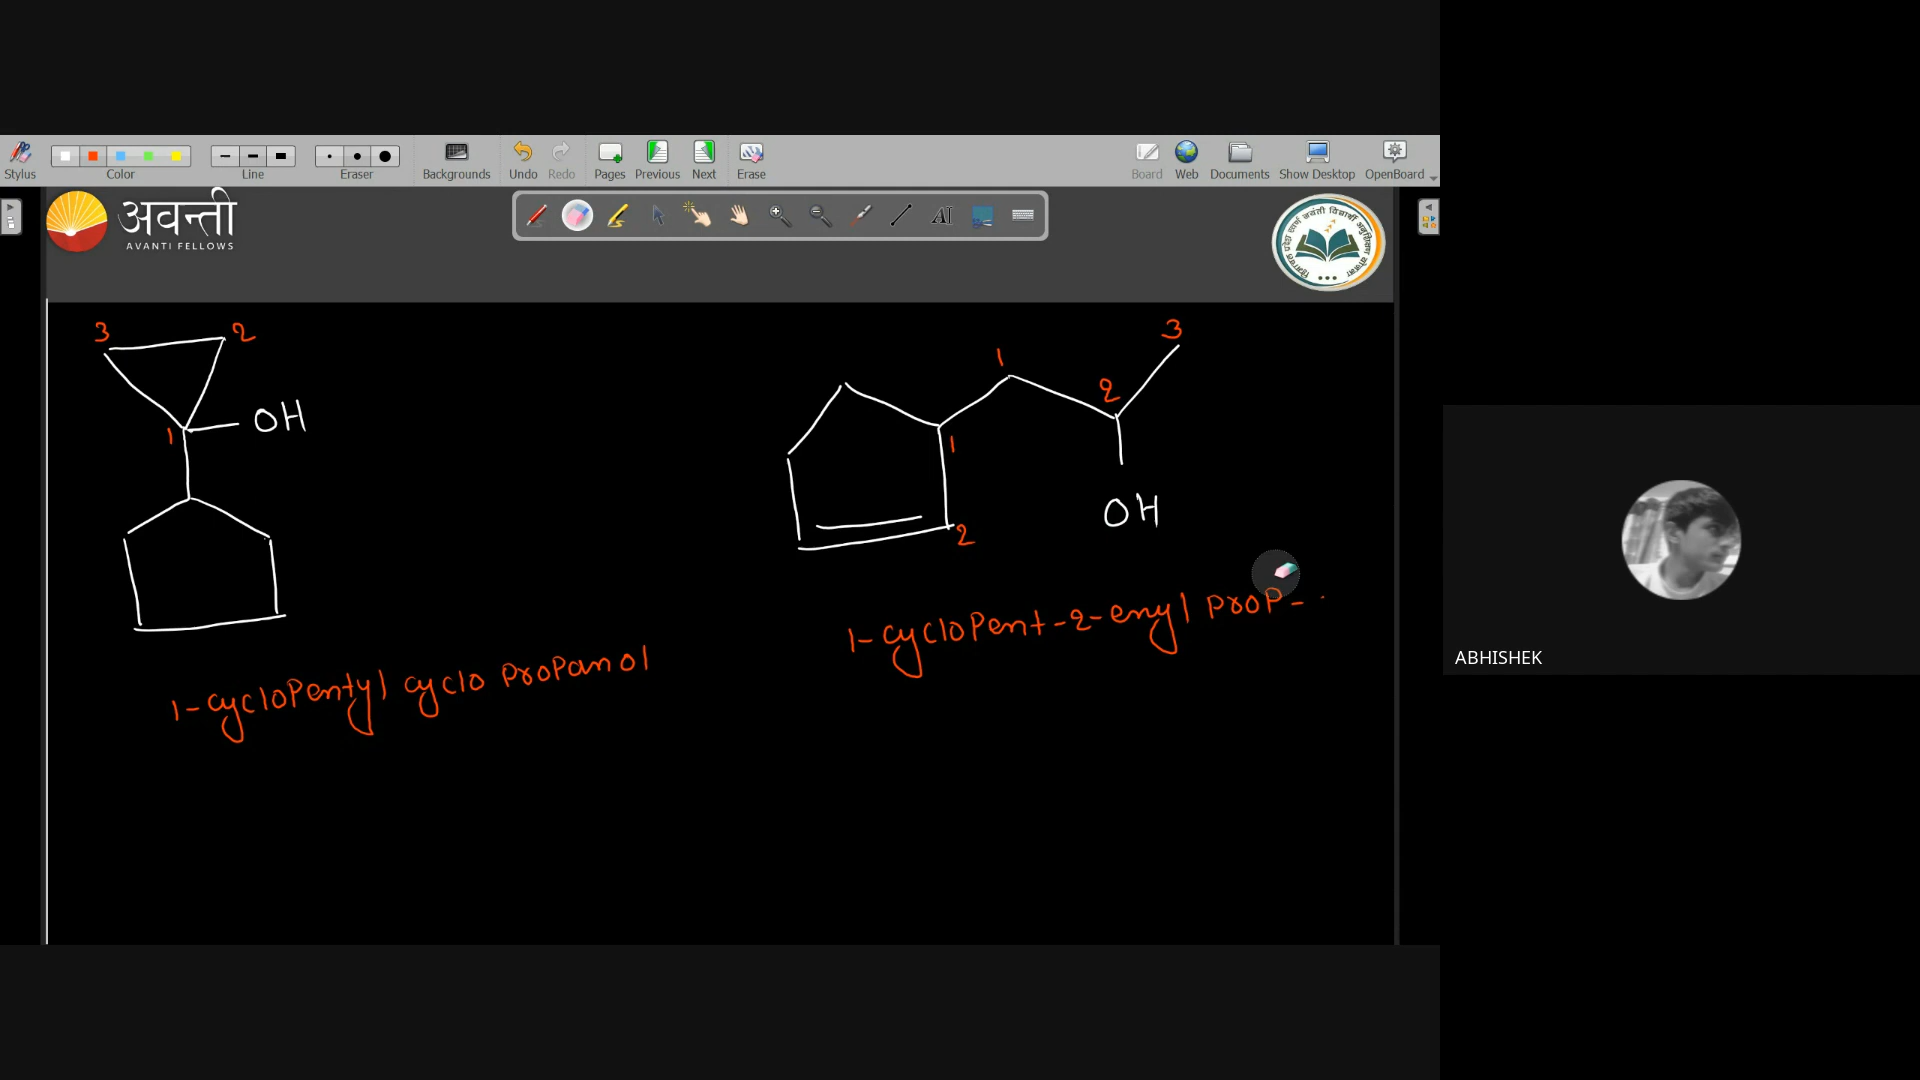 Stylus Color Line Eraser Backgrounds Undo Redo Pages Previous Next Erase Board Web Documents Show Desktop OpenBoard
अवन्ती
AVANTI FELLOWS
3 2
1 OH
1 2 3
1 2
OH
1-cycloPentyl cyclo ProPanol
1-cycloPent-2-enyl ProP-
ABHISHEK